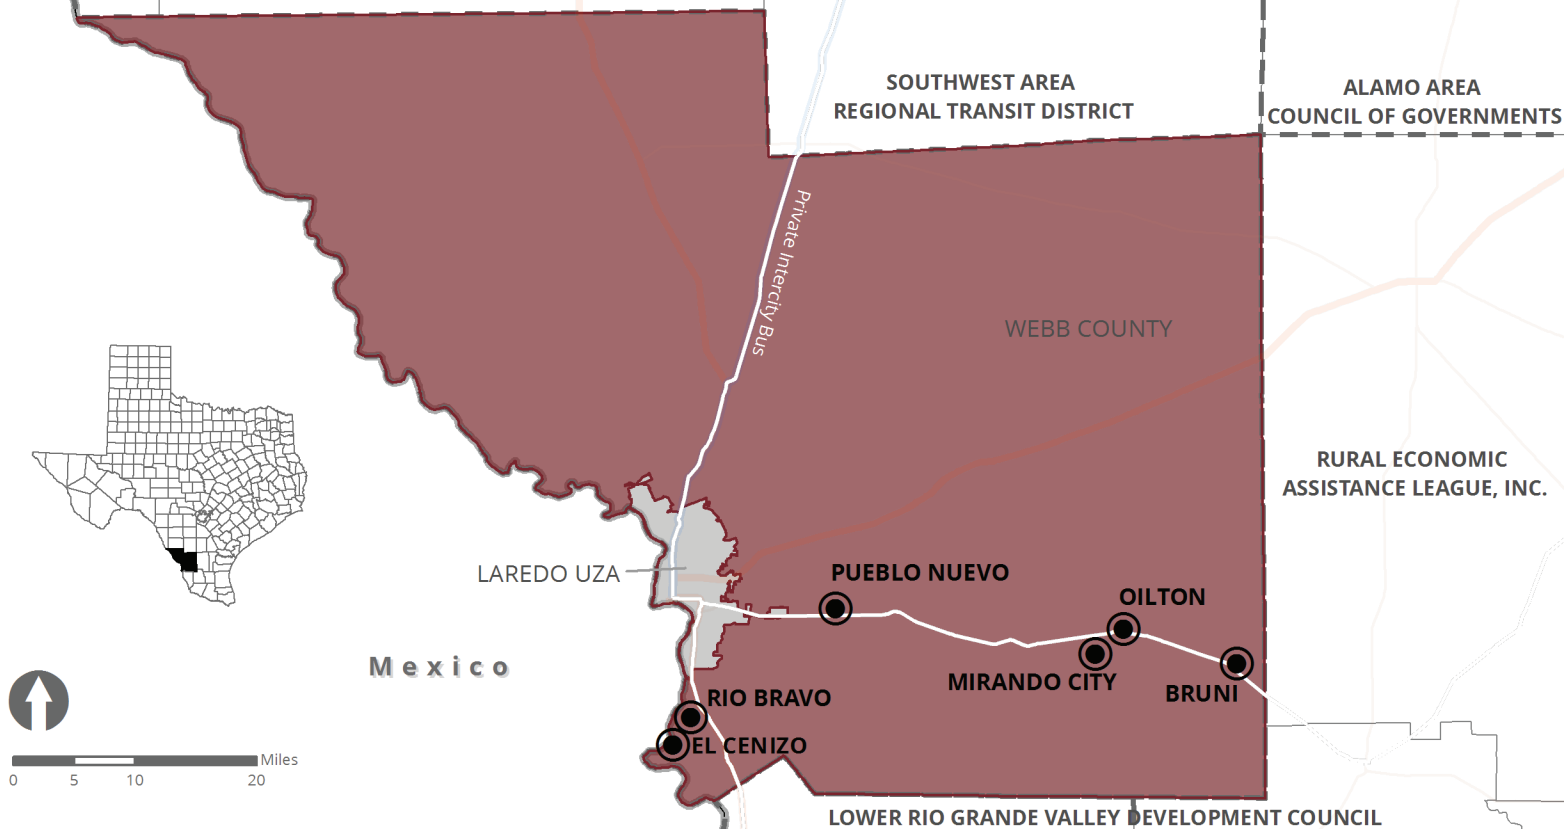 SOUTHWEST AREA
REGIONAL TRANSIT DISTRICT
ALAMO AREA
COUNCIL OF GOVERNMENTS
Private Intercity Bus
WEBB COUNTY
RURAL ECONOMIC
ASSISTANCE LEAGUE, INC.
LAREDO UZA
PUEBLO NUEVO
OILTON
MIRANDO CITY
BRUNI
Mexico
RIO BRAVO
EL CENIZO
Miles
0 5 10 20
LOWER RIO GRANDE VALLEY DEVELOPMENT COUNCIL